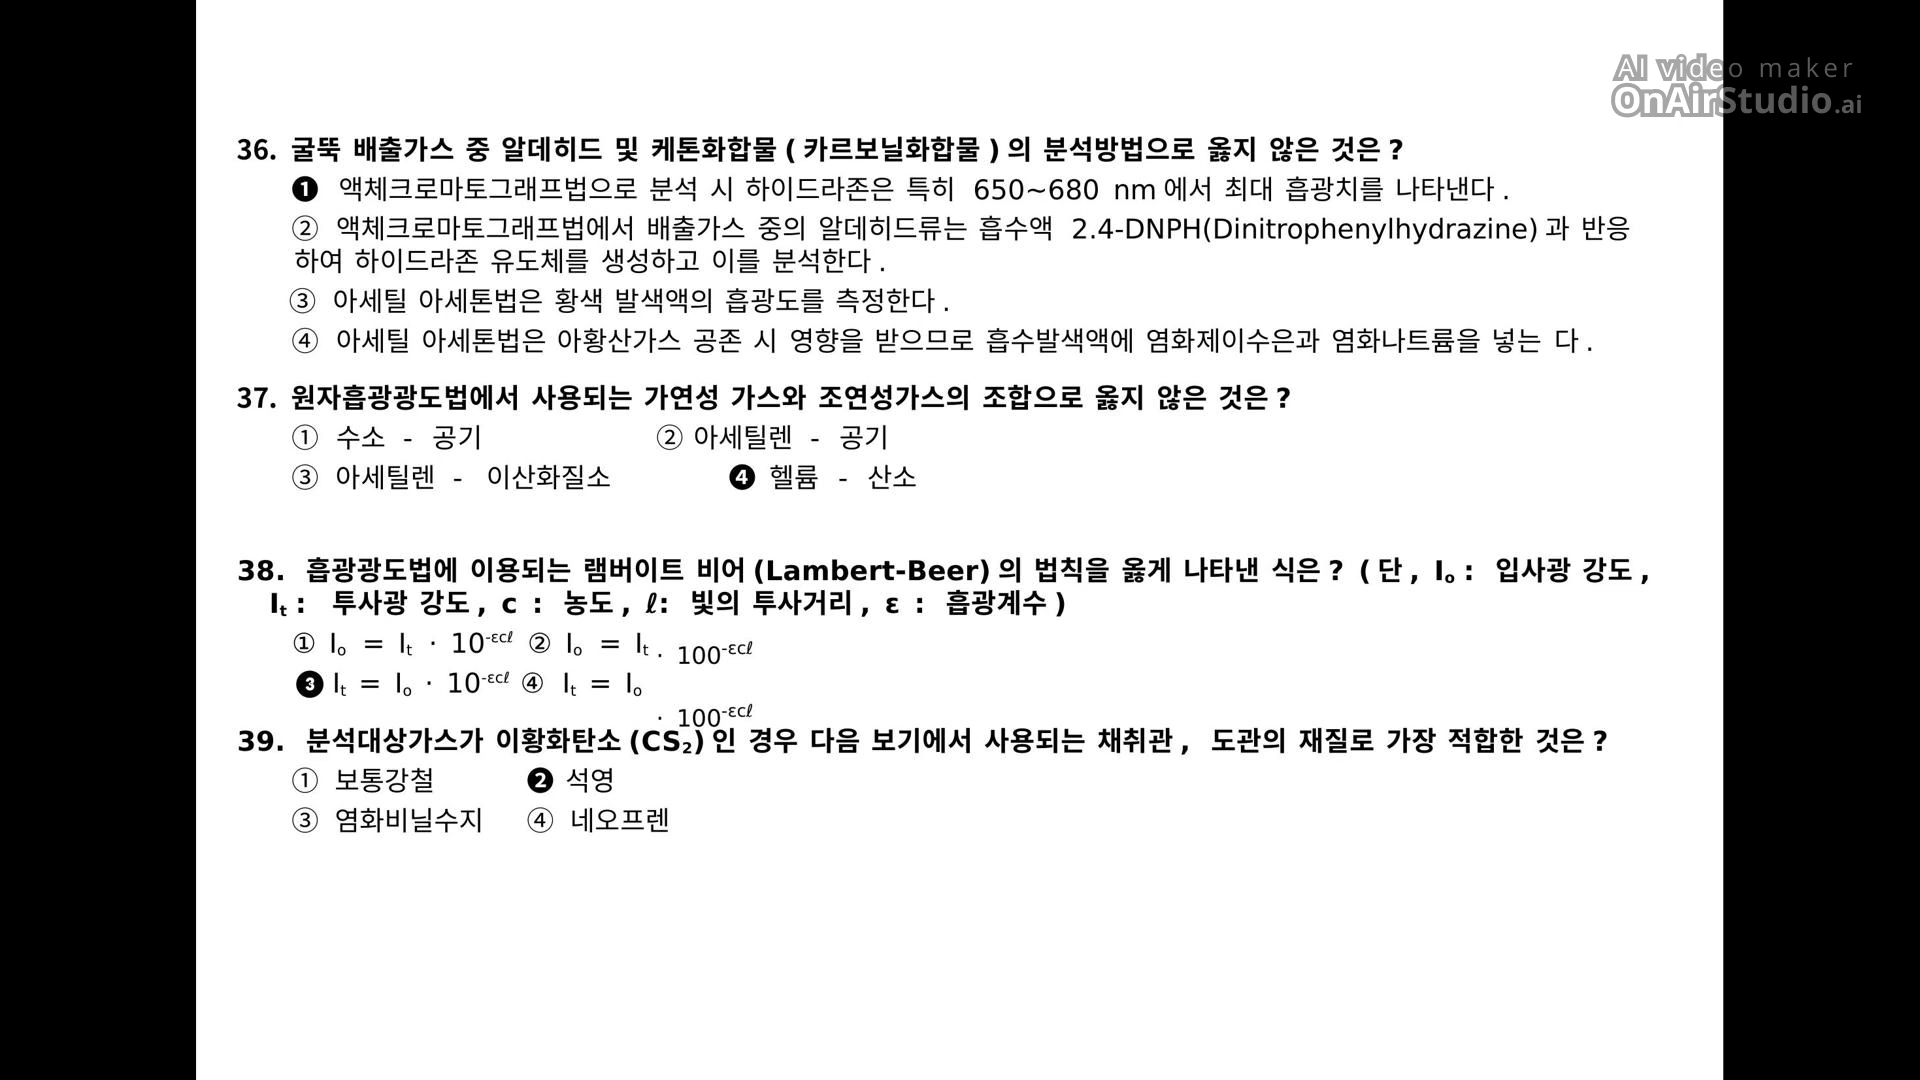 AI video maker
OnAirStudio.ai
36. 굴뚝 배출가스 중 알데히드 및 케톤화합물 ( 카르보닐화합물 ) 의 분석방법으로 옳지 않은 것은 ?
❶ 액체크로마토그래프법으로 분석 시 하이드라존은 특히 650~680 nm 에서 최대 흡광치를 나타낸다 .
② 액체크로마토그래프법에서 배출가스 중의 알데히드류는 흡수액 2.4-DNPH(Dinitrophenylhydrazine) 과 반응
하여 하이드라존 유도체를 생성하고 이를 분석한다 .
③ 아세틸 아세톤법은 황색 발색액의 흡광도를 측정한다 .
④ 아세틸 아세톤법은 아황산가스 공존 시 영향을 받으므로 흡수발색액에 염화제이수은과 염화나트륨을 넣는 다 .
37. 원자흡광광도법에서 사용되는 가연성 가스와 조연성가스의 조합으로 옳지 않은 것은 ?
① 수소 - 공기 ② 아세틸렌 - 공기
③ 아세틸렌 - 이산화질소 ❹ 헬륨 - 산소
38. 흡광광도법에 이용되는 램버이트 비어 (Lambert-Beer) 의 법칙을 옳게 나타낸 식은 ? ( 단 , Iₒ : 입사광 강도 ,
Iₜ : 투사광 강도 , c : 농도 , ℓ: 빛의 투사거리 , ε : 흡광계수 )
① Iₒ = Iₜ · 10⁻ᵋᶜˡ ② Iₒ = Iₜ · 100⁻ᵋᶜˡ
❸ Iₜ = Iₒ · 10⁻ᵋᶜˡ ④ Iₜ = Iₒ
· 100⁻ᵋᶜˡ
39. 분석대상가스가 이황화탄소 (CS₂) 인 경우 다음 보기에서 사용되는 채취관 , 도관의 재질로 가장 적합한 것은 ?
① 보통강철 ❷ 석영
③ 염화비닐수지 ④ 네오프렌